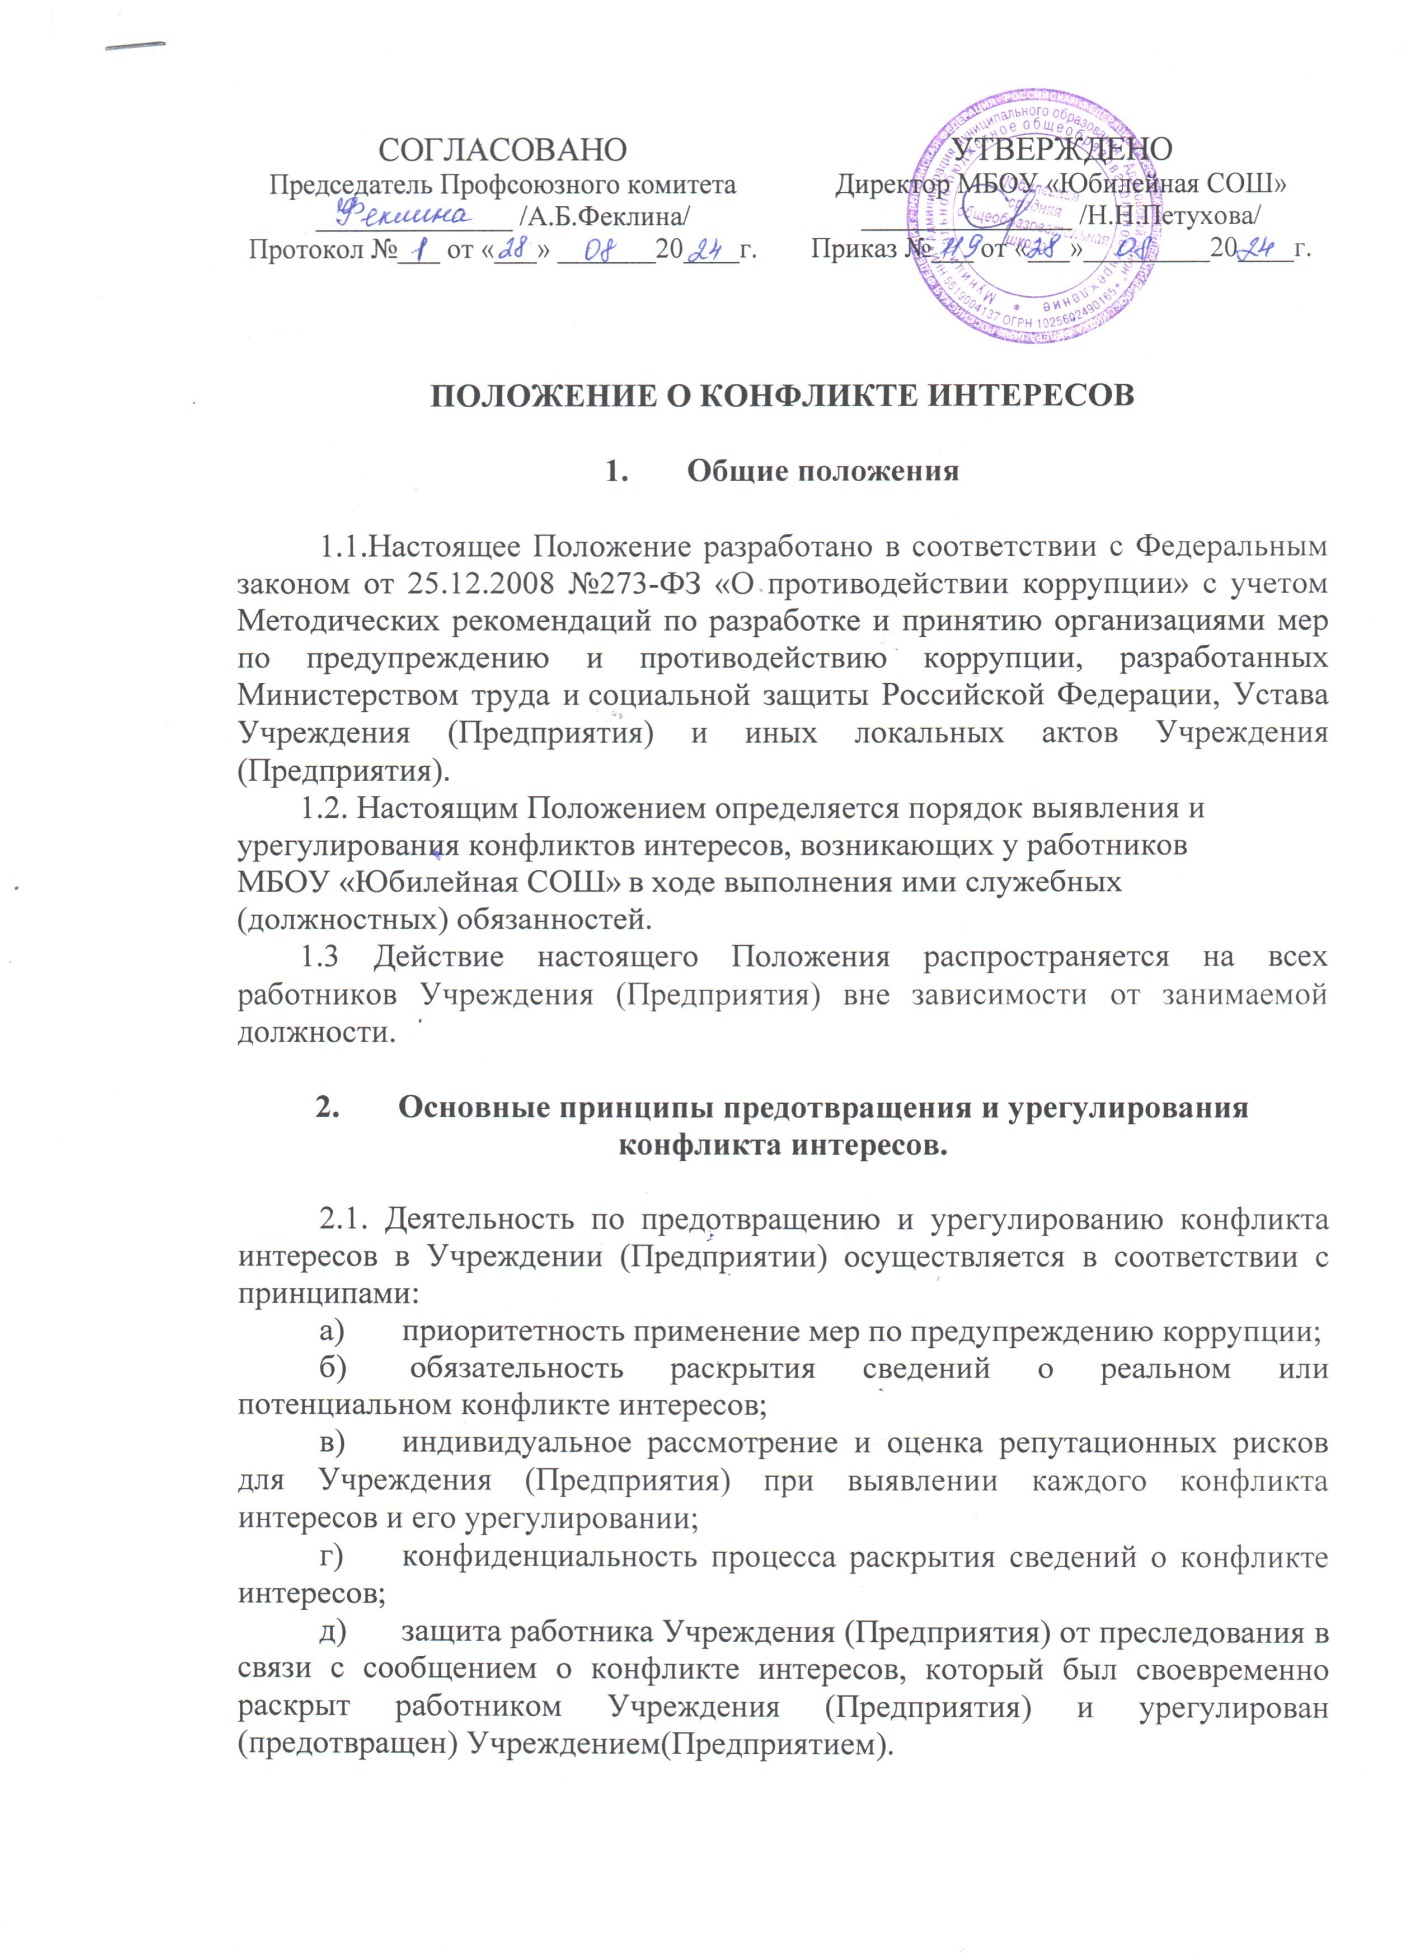 СОГЛАСОВАНО
Председатель Профсоюзного комитета
Феклина /А.Б.Феклина/
Протокол № 1 от «28» 08 2024 г.
УТВЕРЖДЕНО
Директор МБОУ «Юбилейная СОШ»
/Н.Н.Петухова/
Приказ № 119 от «28» 08 2024 г.
ОГРН 1025602490165
ПОЛОЖЕНИЕ О КОНФЛИКТЕ ИНТЕРЕСОВ
1. Общие положения
1.1.Настоящее Положение разработано в соответствии с Федеральным
законом от 25.12.2008 №273-ФЗ «О противодействии коррупции» с учетом
Методических рекомендаций по разработке и принятию организациями мер
по предупреждению и противодействию коррупции, разработанных
Министерством труда и социальной защиты Российской Федерации, Устава
Учреждения (Предприятия) и иных локальных актов Учреждения
(Предприятия).
1.2. Настоящим Положением определяется порядок выявления и
урегулирования конфликтов интересов, возникающих у работников
МБОУ «Юбилейная СОШ» в ходе выполнения ими служебных
(должностных) обязанностей.
1.3 Действие настоящего Положения распространяется на всех
работников Учреждения (Предприятия) вне зависимости от занимаемой
должности.
2. Основные принципы предотвращения и урегулирования
конфликта интересов.
2.1. Деятельность по предотвращению и урегулированию конфликта
интересов в Учреждении (Предприятии) осуществляется в соответствии с
принципами:
а) приоритетность применение мер по предупреждению коррупции;
б) обязательность раскрытия сведений о реальном или
потенциальном конфликте интересов;
в) индивидуальное рассмотрение и оценка репутационных рисков
для Учреждения (Предприятия) при выявлении каждого конфликта
интересов и его урегулировании;
г) конфиденциальность процесса раскрытия сведений о конфликте
интересов;
д) защита работника Учреждения (Предприятия) от преследования в
связи с сообщением о конфликте интересов, который был своевременно
раскрыт работником Учреждения (Предприятия) и урегулирован
(предотвращен) Учреждением(Предприятием).